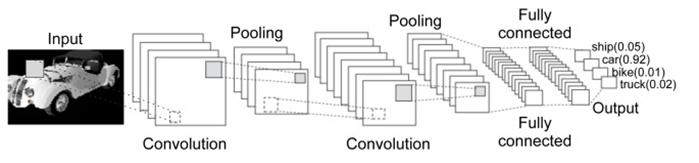 Input
Convolution
Pooling
Convolution
Pooling
Fully
connected
Fully
connected
ship(0.05)
car(0.92)
bike(0.01)
truck(0.02)
Output